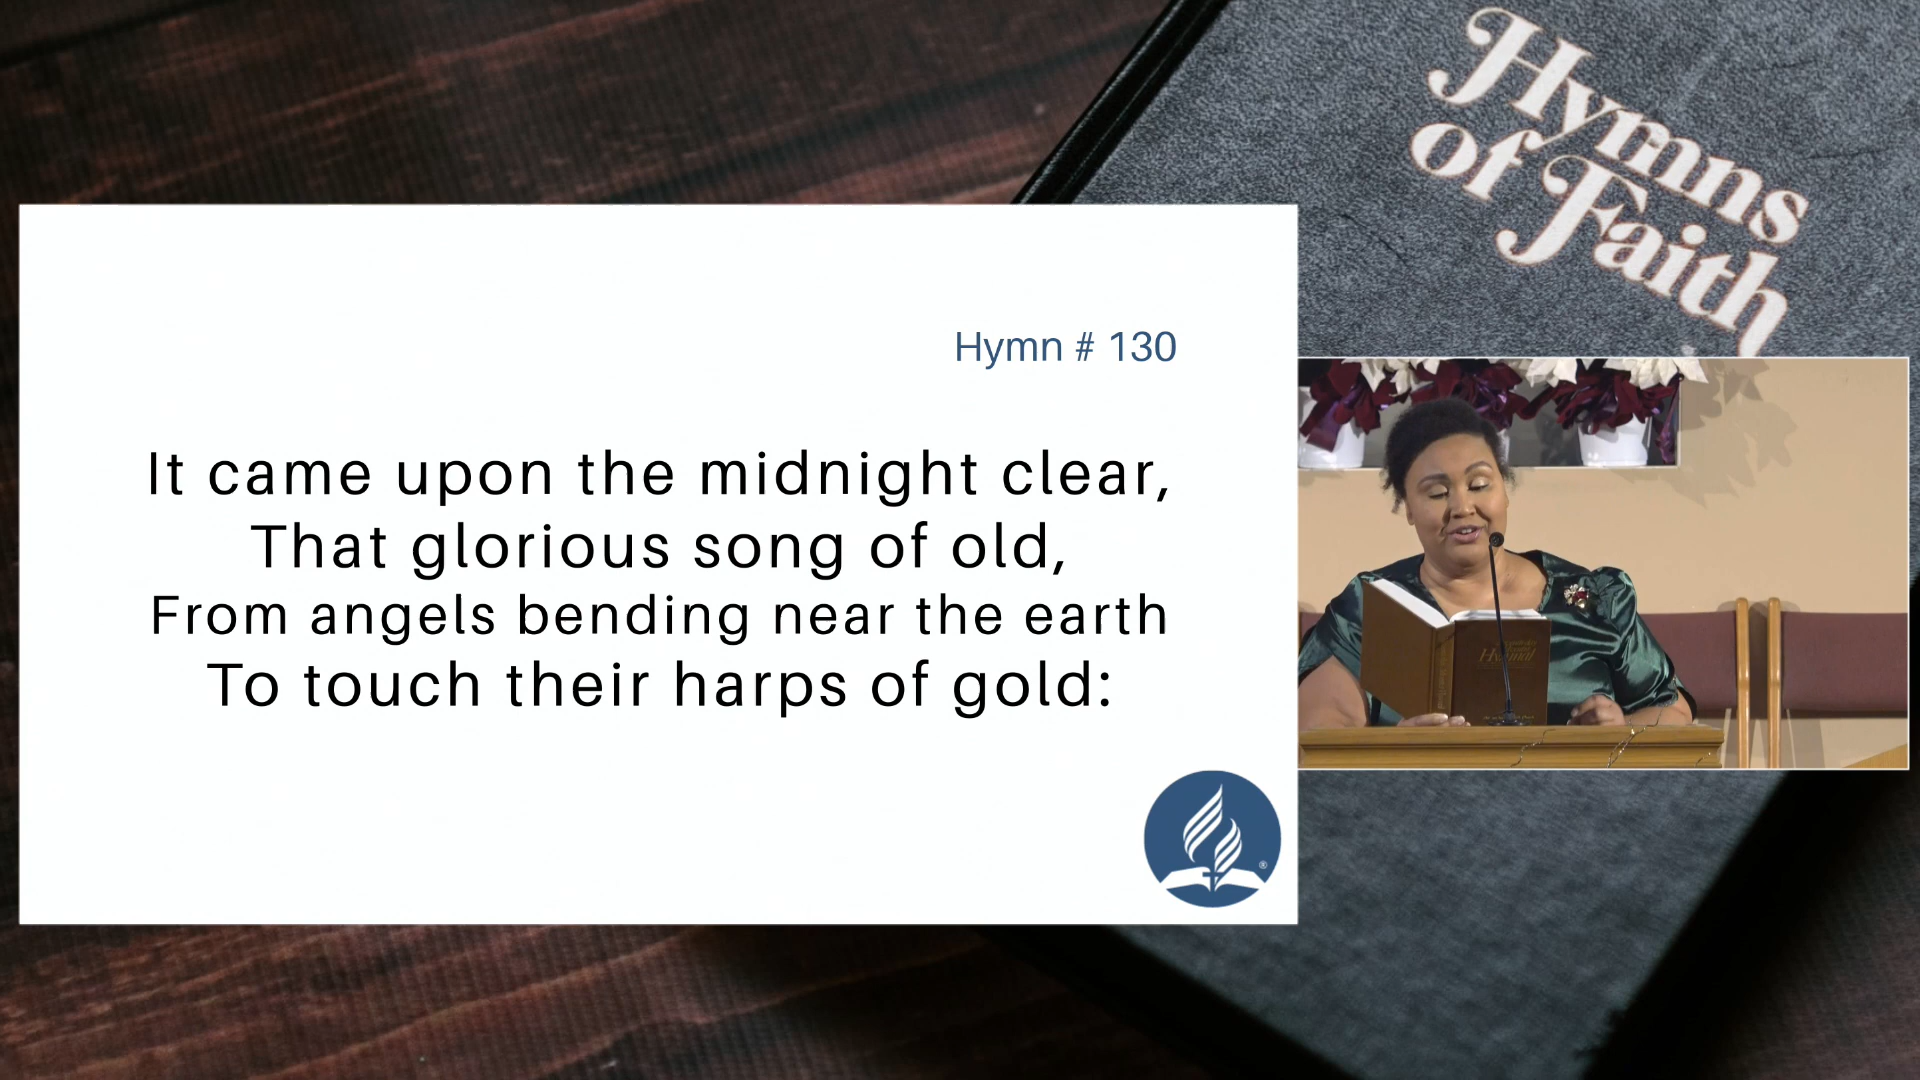 Hymns
of Faith
Hymn # 130
It came upon the midnight clear,
That glorious song of old,
From angels bending near the earth
To touch their harps of gold:
®
Hymnal